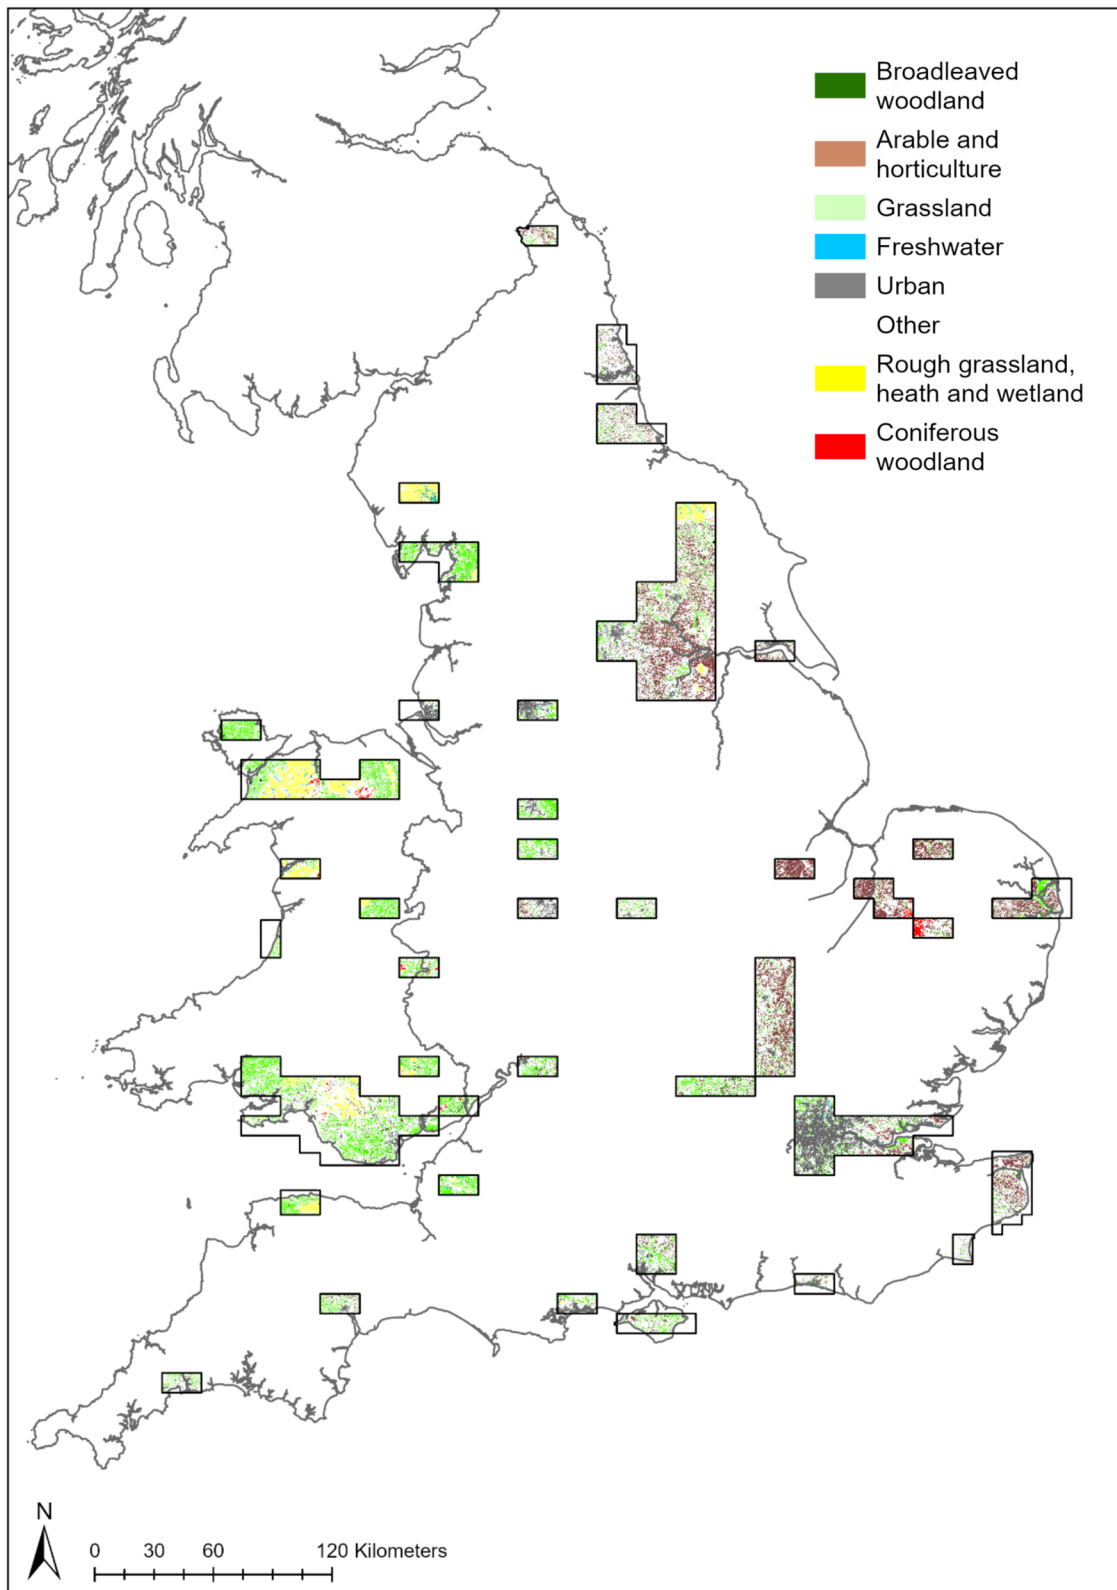 Broadleaved
woodland
Arable and
horticulture
Grassland
Freshwater
Urban
Other
Rough grassland,
heath and wetland
Coniferous
woodland
N
0 30 60 120 Kilometers